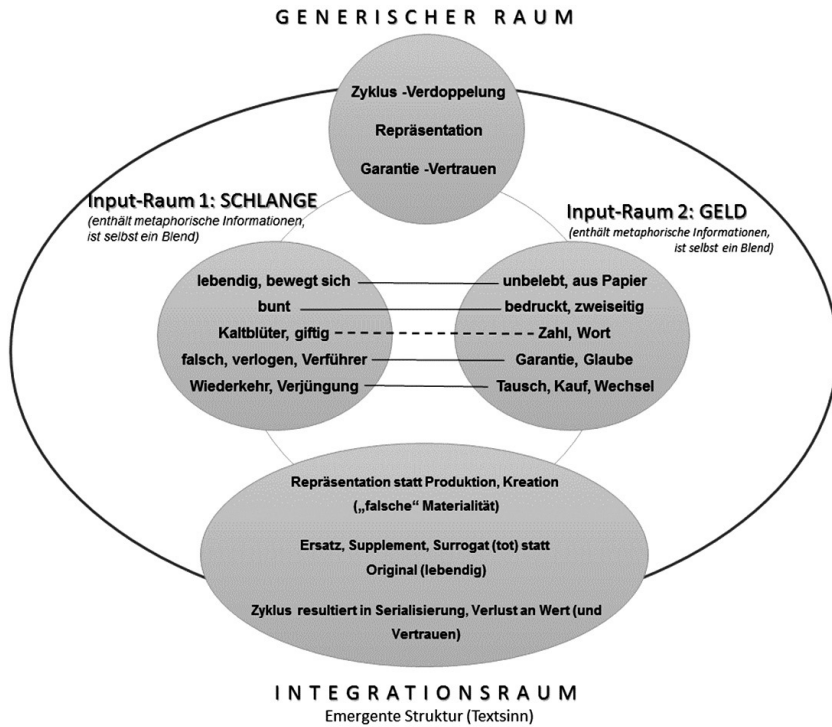 GENERISCHER RAUM
Zyklus -Verdoppelung
Repräsentation
Garantie -Vertrauen
Input-Raum 1: SCHLANGE
(enthält metaphorische Informationen,
ist selbst ein Blend)
Input-Raum 2: GELD
(enthält metaphorische Informationen,
ist selbst ein Blend)
lebendig, bewegt sich
bunt
Kaltblüter, giftig
falsch, verlogen, Verführer
Wiederkehr, Verjüngung
unbelebt, aus Papier
bedruckt, zweiseitig
Zahl, Wort
Garantie, Glaube
Tausch, Kauf, Wechsel
Repräsentation statt Produktion, Kreation
(„falsche“ Materialität)
Ersatz, Supplement, Surrogat (tot) statt
Original (lebendig)
Zyklus resultiert in Serialisierung, Verlust an Wert (und
Vertrauen)
INTEGRATIONSRAUM
Emergente Struktur (Textsinn)